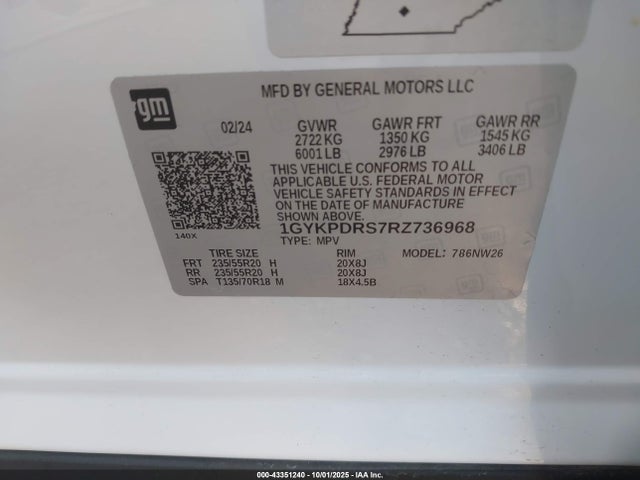 gm
MFD BY GENERAL MOTORS LLC
02/24 GVWR GAWR FRT GAWR RR
2722 KG 1350 KG 1545 KG
6001 LB 2976 LB 3406 LB
THIS VEHICLE CONFORMS TO ALL
APPLICABLE U.S. FEDERAL MOTOR
VEHICLE SAFETY STANDARDS IN EFFECT
ON THE DATE OF MANUFACTURE
SHOWN ABOVE.
140X 1GYKPDRS7RZ736968
TYPE: MPV MODEL: 786NW26
TIRE SIZE RIM
FRT 235/55R20 H 20X8J
RR 235/55R20 H 20X8J
SPA T135/70R18 M 18X4.5B
000-43351240 - 10/01/2025 - IAA Inc.